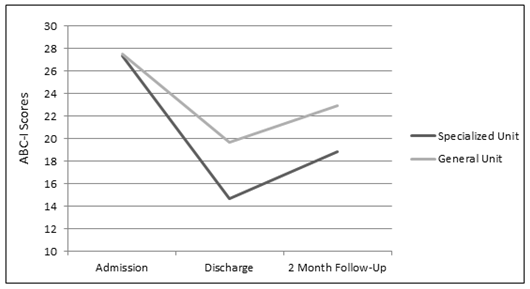 30
28
26
24
22
20
18
16
14
12
10
ABC-I Scores
Admission
Discharge
2 Month Follow-Up
Specialized Unit
General Unit